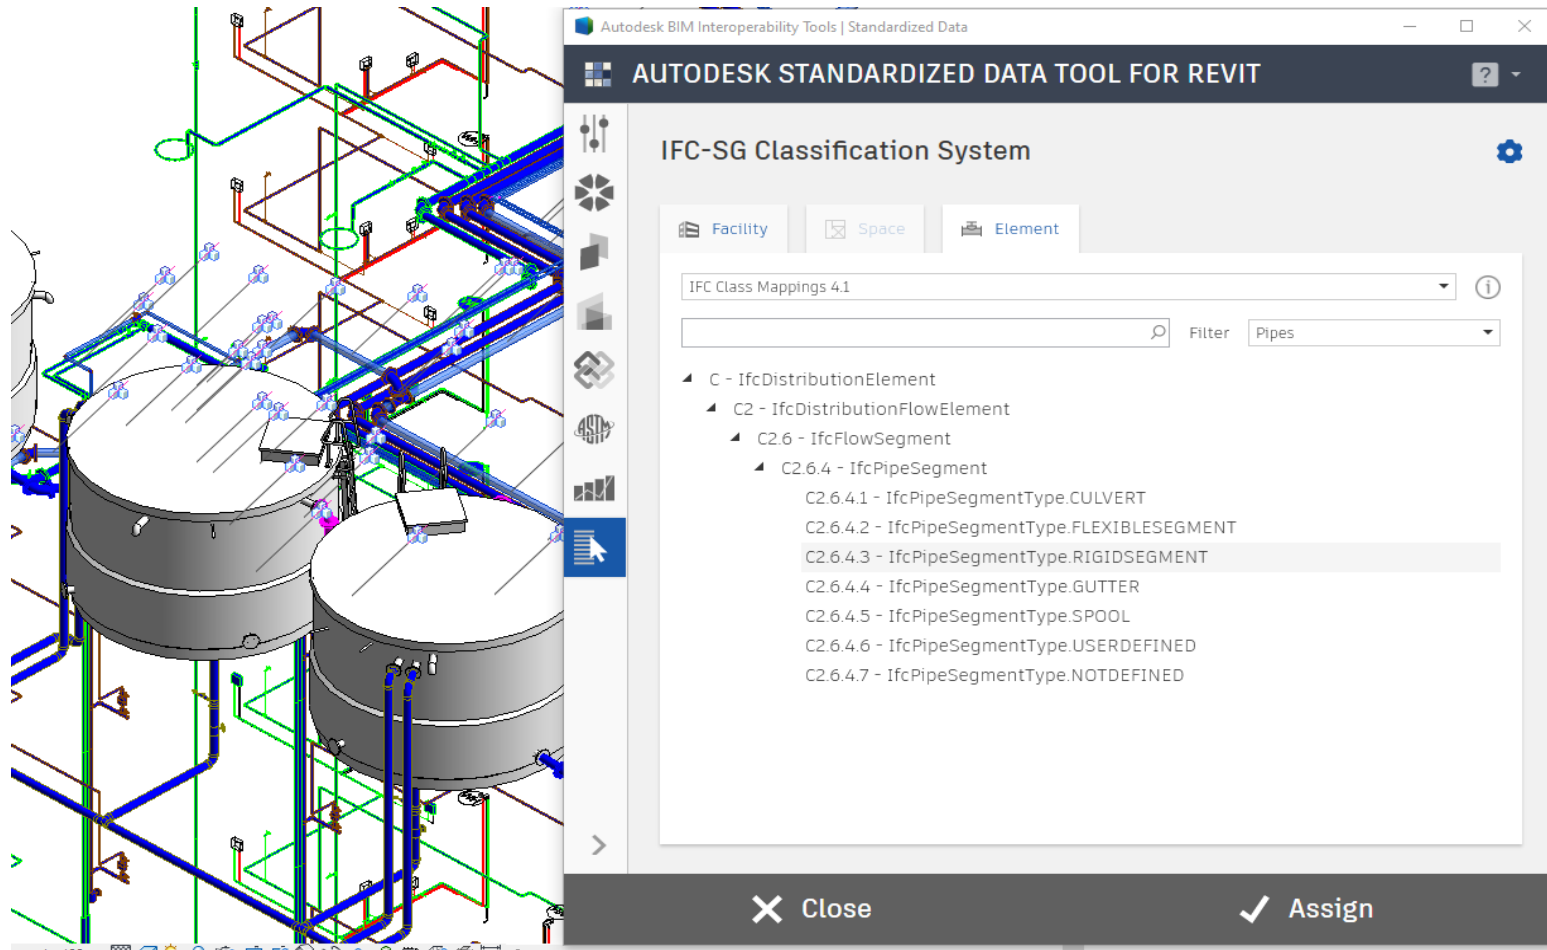 Autodesk BIM Interoperability Tools | Standardized Data
AUTODESK STANDARDIZED DATA TOOL FOR REVIT
?
IFC-SG Classification System
Facility
Space
Element
IFC Class Mappings 4.1
i
Filter
Pipes
C - IfcDistributionElement
C2 - IfcDistributionFlowElement
C2.6 - IfcFlowSegment
C2.6.4 - IfcPipeSegment
C2.6.4.1 - IfcPipeSegmentType.CULVERT
C2.6.4.2 - IfcPipeSegmentType.FLEXIBLESEGMENT
C2.6.4.3 - IfcPipeSegmentType.RIGIDSEGMENT
ASTM
C2.6.4.4 - IfcPipeSegmentType.GUTTER
C2.6.4.5 - IfcPipeSegmentType.SPOOL
C2.6.4.6 - IfcPipeSegmentType.USERDEFINED
C2.6.4.7 - IfcPipeSegmentType.NOTDEFINED
Close
Assign